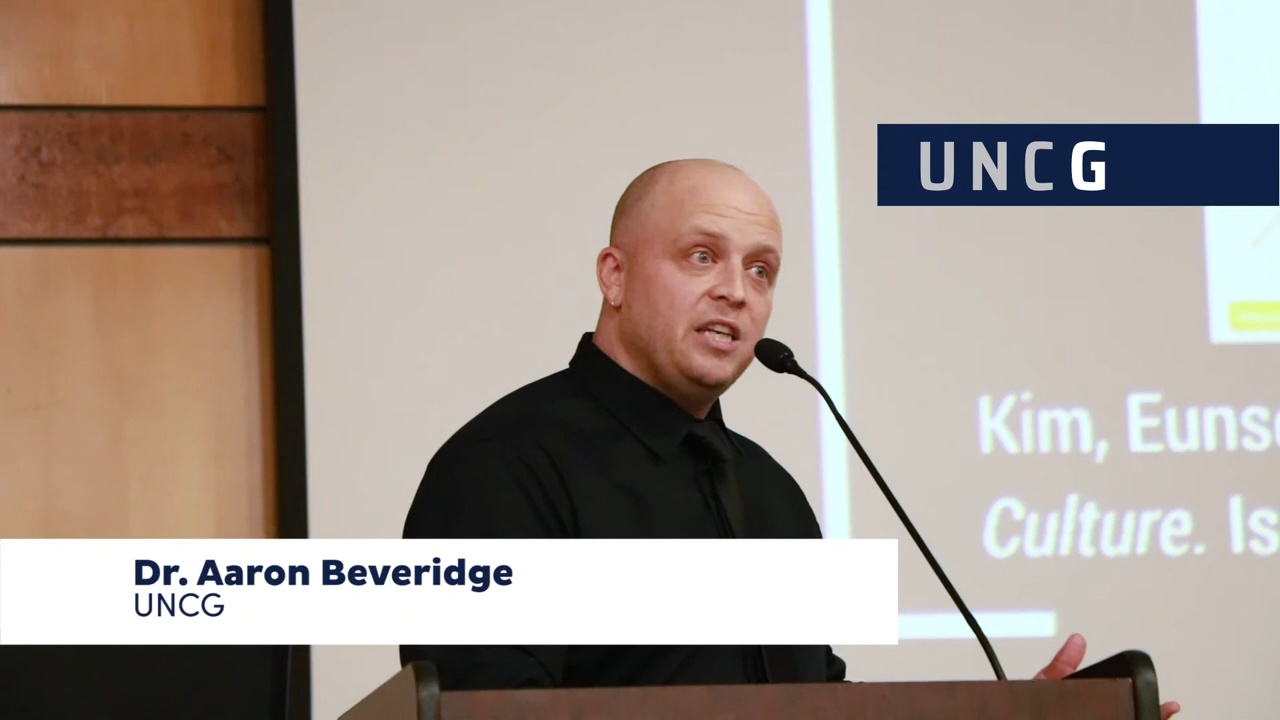 UNCG
Kim, Euns
Culture. Is
Dr. Aaron Beveridge
UNCG